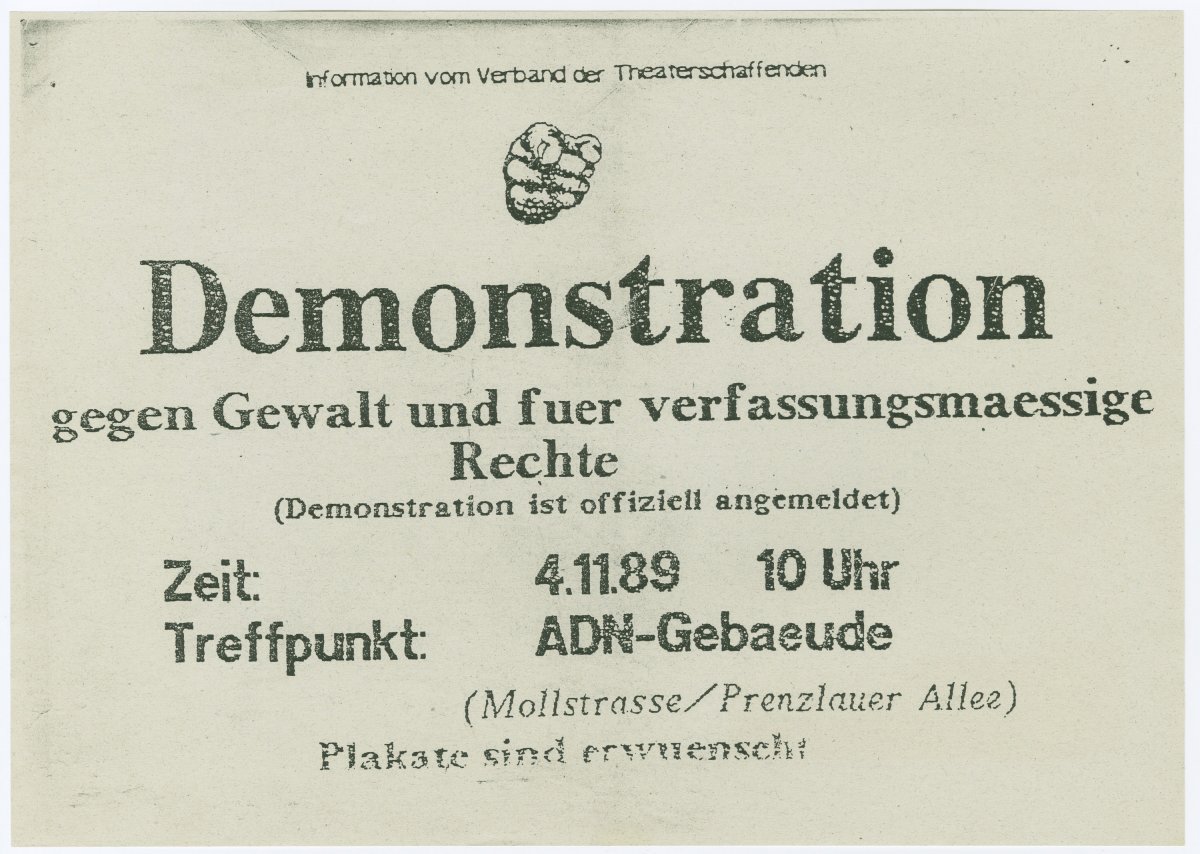 Information vom Verband der Theaterschaffenden
Demonstration
gegen Gewalt und fuer verfassungsmaessige
Rechte
(Demonstration ist offiziell angemeldet)
Zeit: 4.11.89 10 Uhr
Treffpunkt: ADN-Gebaeude
(Mollstrasse/Prenzlauer Allee)
Plakate sind erwuenscht